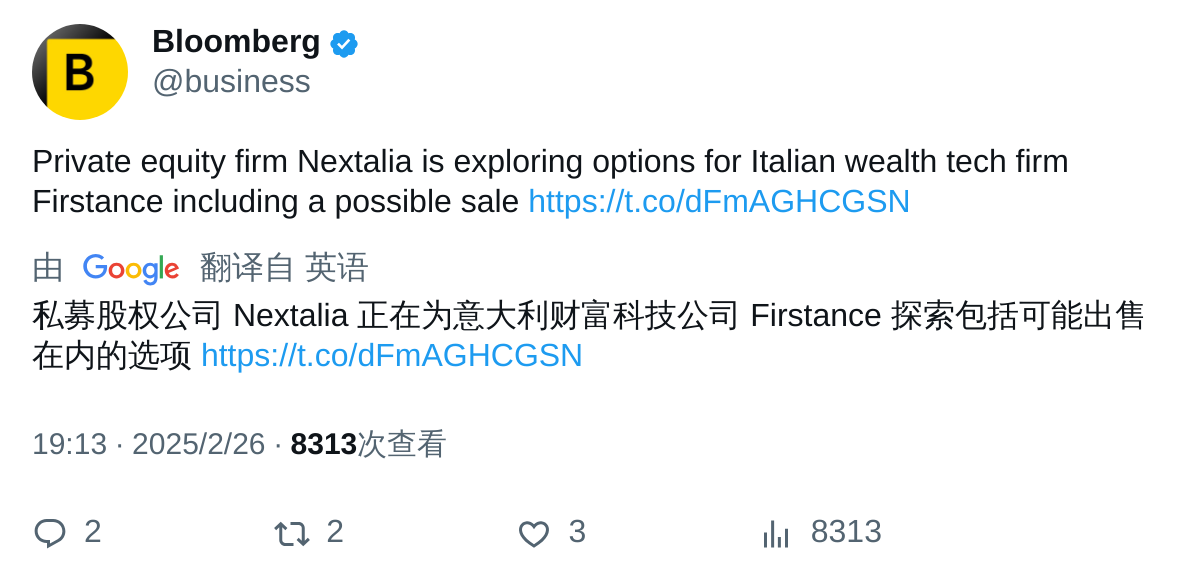 B
Bloomberg
@business
Private equity firm Nextalia is exploring options for Italian wealth tech firm
Firstance including a possible sale https://t.co/dFmAGHCGSN
由 Google 翻译自 英语
私募股权公司 Nextalia 正在为意大利财富科技公司 Firstance 探索包括可能出售
在内的选项 https://t.co/dFmAGHCGSN
19:13 · 2025/2/26 · 8313次查看
2 2 3 8313